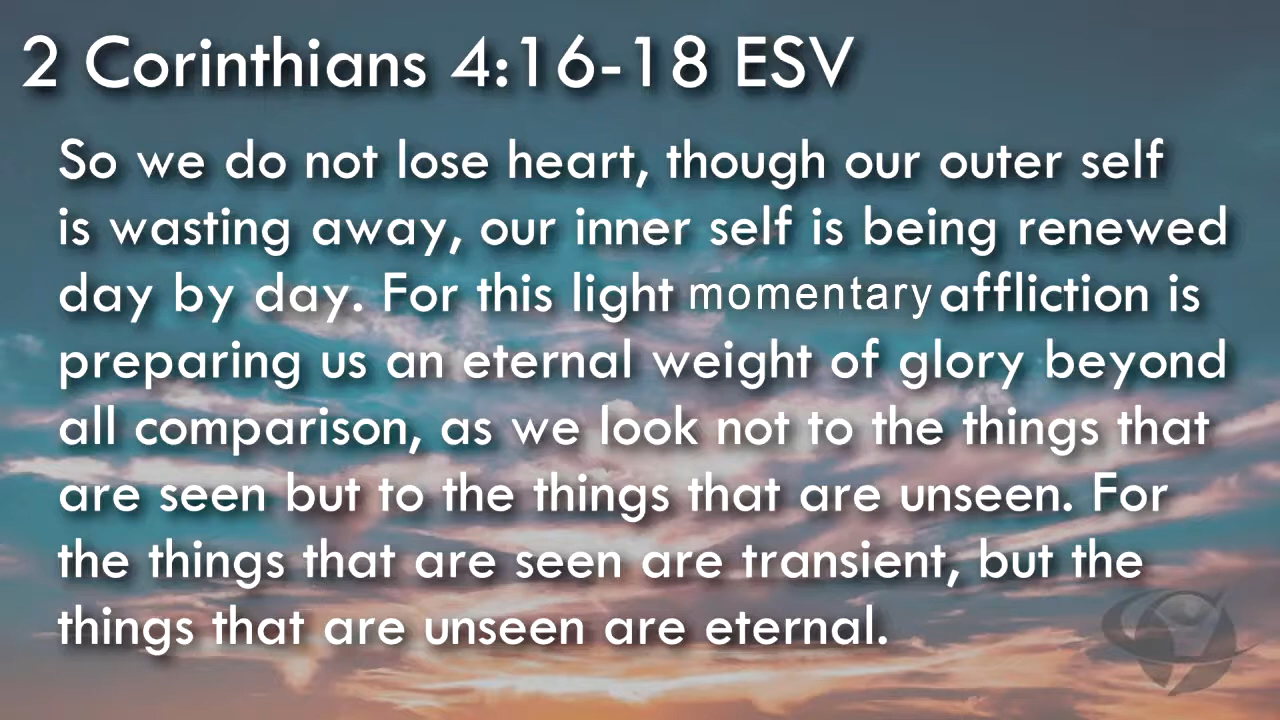 2 Corinthians 4:16-18 ESV
So we do not lose heart, though our outer self
is wasting away, our inner self is being renewed
day by day. For this light momentary affliction is
preparing us an eternal weight of glory beyond
all comparison, as we look not to the things that
are seen but to the things that are unseen. For
the things that are seen are transient, but the
things that are unseen are eternal.